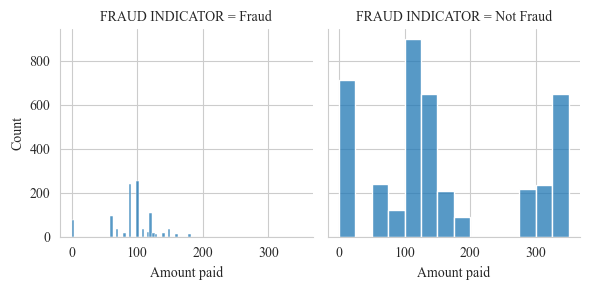 FRAUD INDICATOR = Fraud
FRAUD INDICATOR = Not Fraud
800
600
400
200
0
Count
0 100 200 300
0 100 200 300
Amount paid
Amount paid